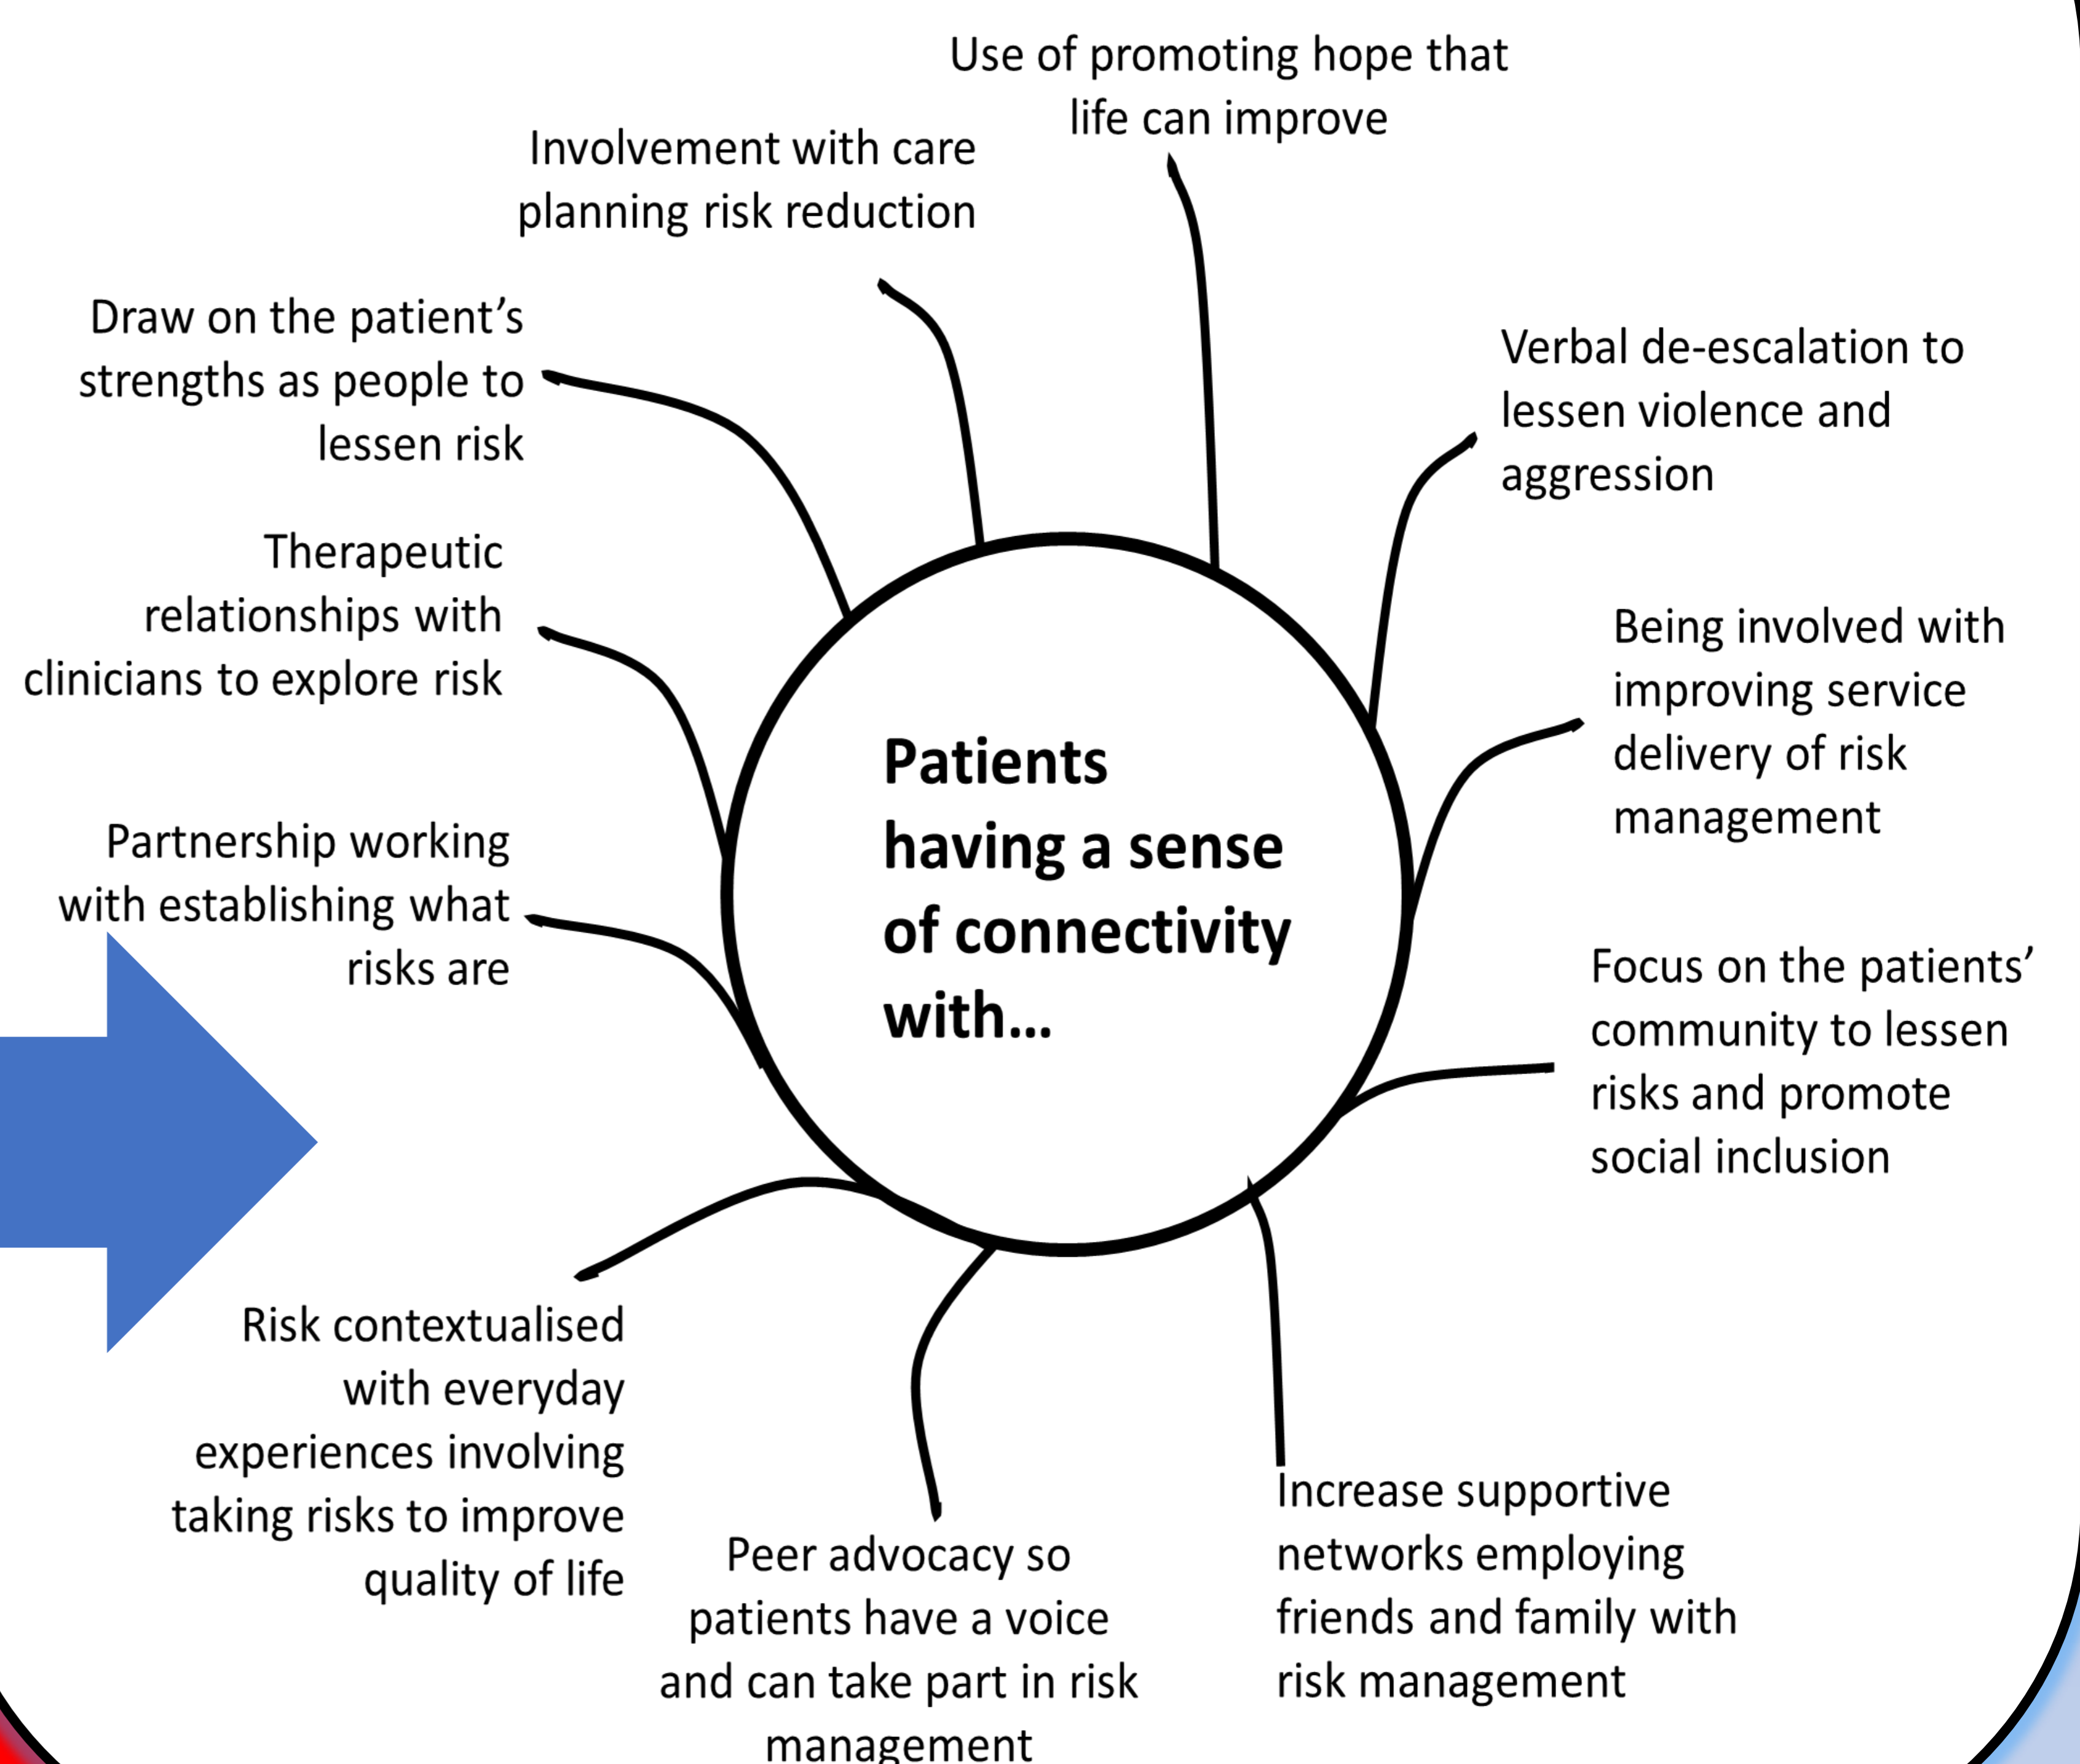 Use of promoting hope that
life can improve
Involvement with care
planning risk reduction
Draw on the patient’s
strengths as people to
lessen risk
Verbal de-escalation to
lessen violence and
aggression
Therapeutic
relationships with
clinicians to explore risk
Being involved with
improving service
delivery of risk
management
Patients
having a sense
of connectivity
with...
Partnership working
with establishing what
risks are
Focus on the patients’
community to lessen
risks and promote
social inclusion
Risk contextualised
with everyday
experiences involving
taking risks to improve
quality of life
Peer advocacy so
patients have a voice
and can take part in risk
management
Increase supportive
networks employing
friends and family with
risk management